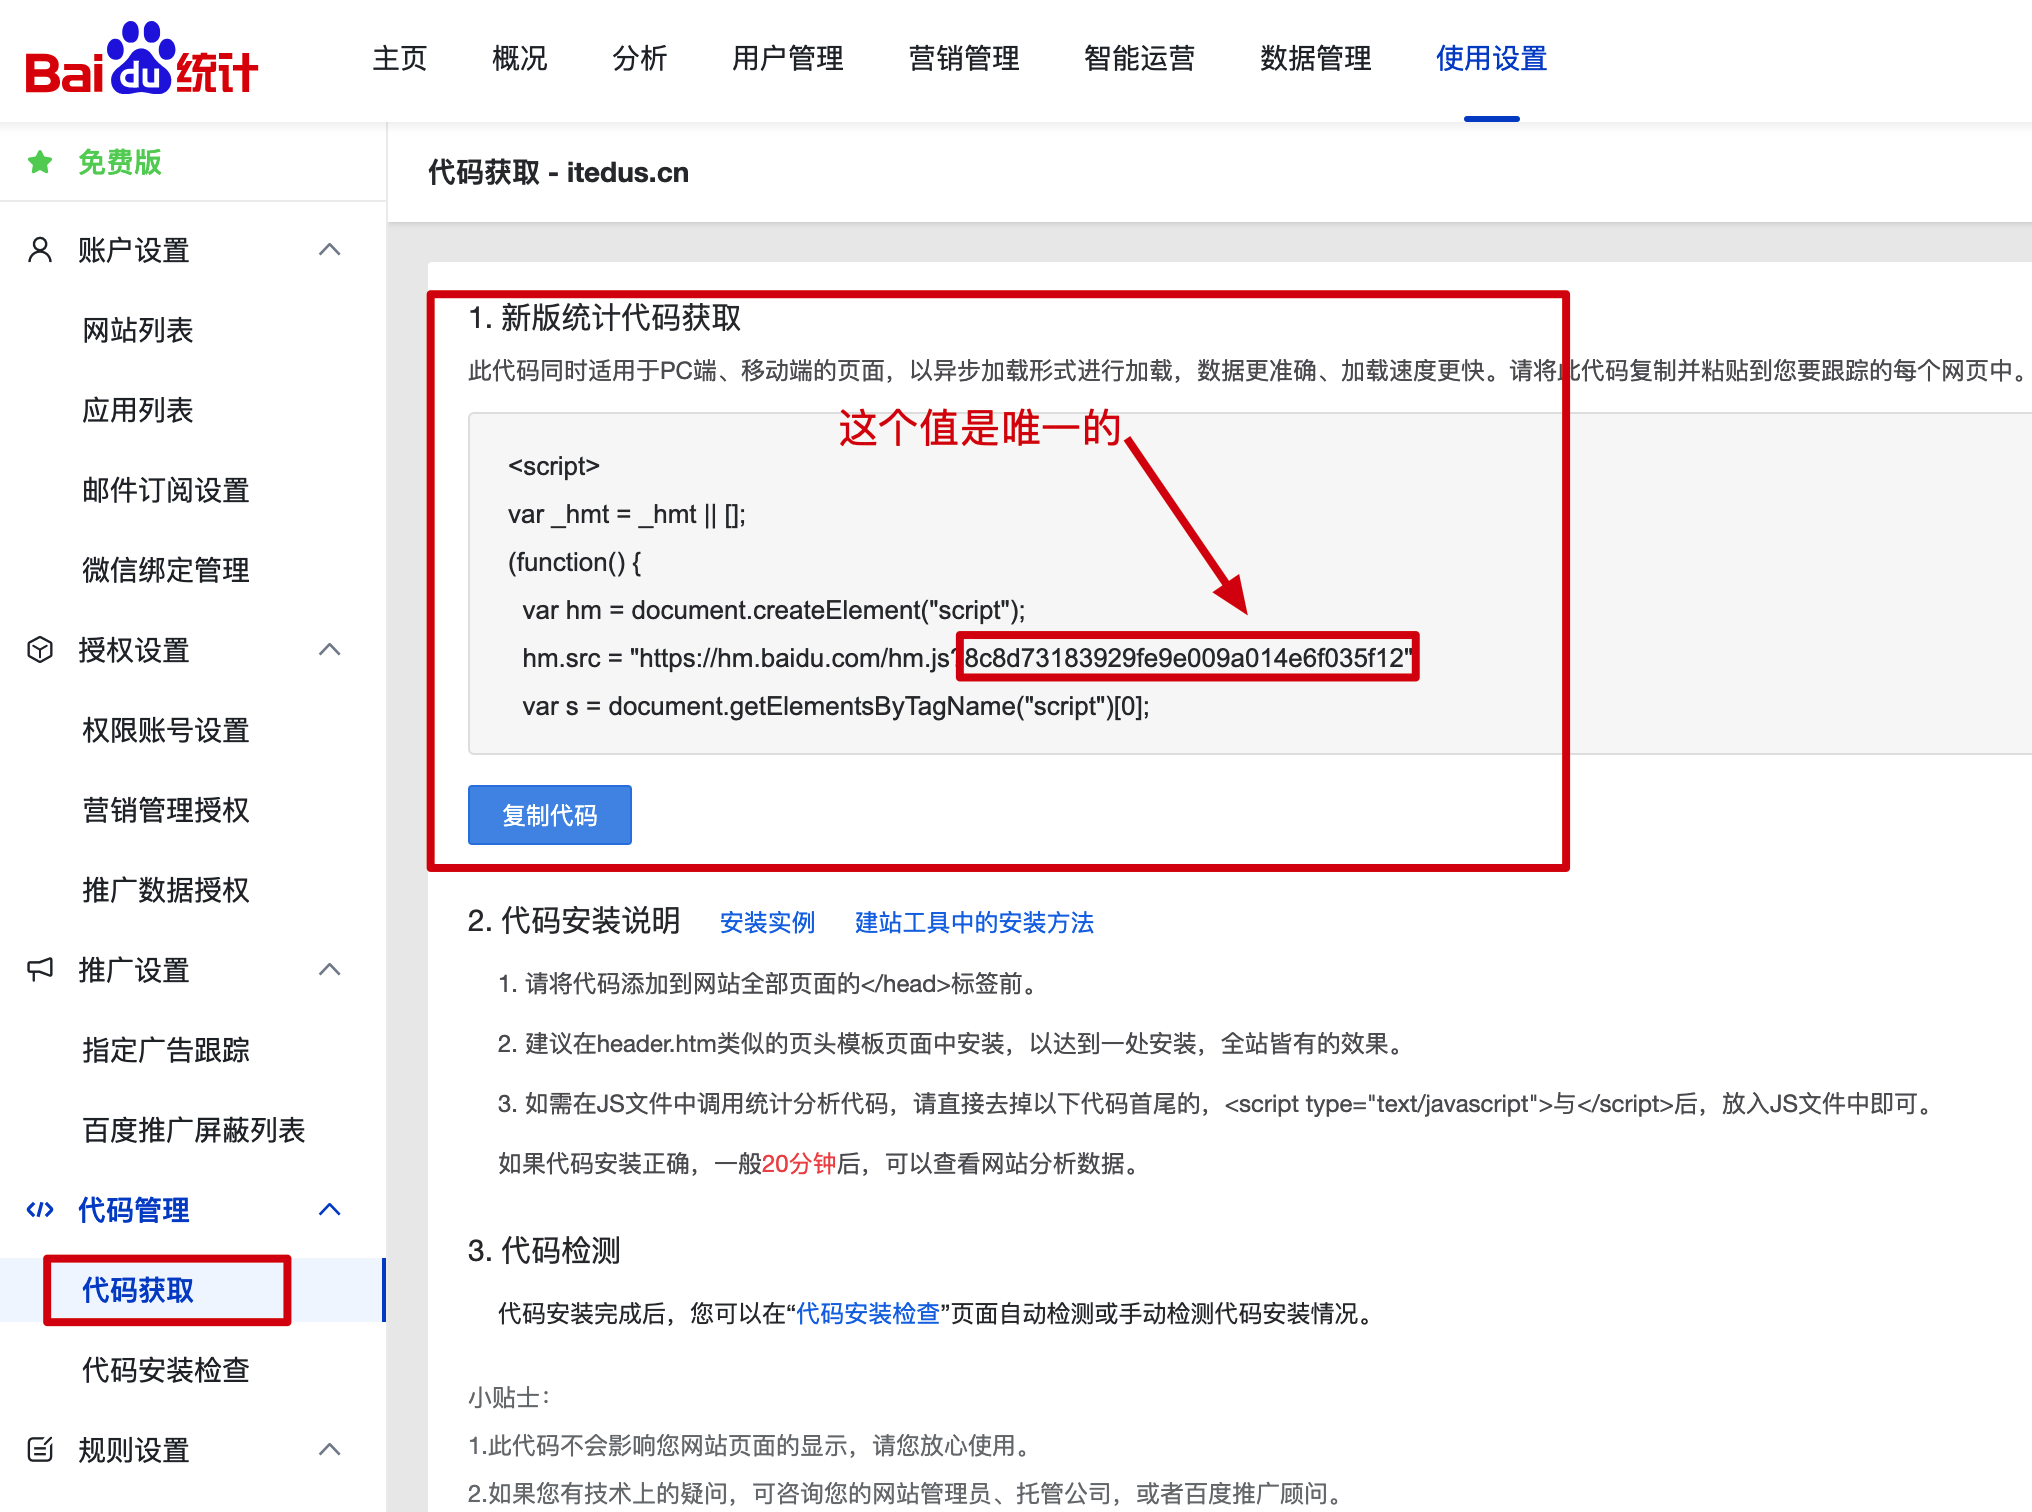 Baidu统计
主页 概况 分析 用户管理 营销管理 智能运营 数据管理 使用设置
免费版
账户设置
网站列表
应用列表
邮件订阅设置
微信绑定管理
授权设置
权限账号设置
营销管理授权
推广数据授权
推广设置
指定广告跟踪
百度推广屏蔽列表
代码管理
代码获取
代码安装检查
规则设置
代码获取 - itedus.cn
1. 新版统计代码获取
此代码同时适用于PC端、移动端的页面，以异步加载形式进行加载，数据更准确、加载速度更快。请将此代码复制并粘贴到您要跟踪的每个网页中。
这个值是唯一的
<script>
var _hmt = _hmt || [];
(function() {
var hm = document.createElement("script");
hm.src = "https://hm.baidu.com/hm.js?8c8d73183929fe9e009a014e6f035f12"
var s = document.getElementsByTagName("script")[0];
复制代码
2. 代码安装说明 安装实例 建站工具中的安装方法
1. 请将代码添加到网站全部页面的</head>标签前。
2. 建议在header.htm类似的页头模板页面中安装，以达到一处安装，全站皆有的效果。
3. 如需在JS文件中调用统计分析代码，请直接去掉以下代码首尾的，<script type="text/javascript">与</script>后，放入JS文件中即可。
如果代码安装正确，一般20分钟后，可以查看网站分析数据。
3. 代码检测
代码安装完成后，您可以在“代码安装检查”页面自动检测或手动检测代码安装情况。
小贴士：
1.此代码不会影响您网站页面的显示，请您放心使用。
2.如果您有技术上的疑问，可咨询您的网站管理员、托管公司，或者百度推广顾问。